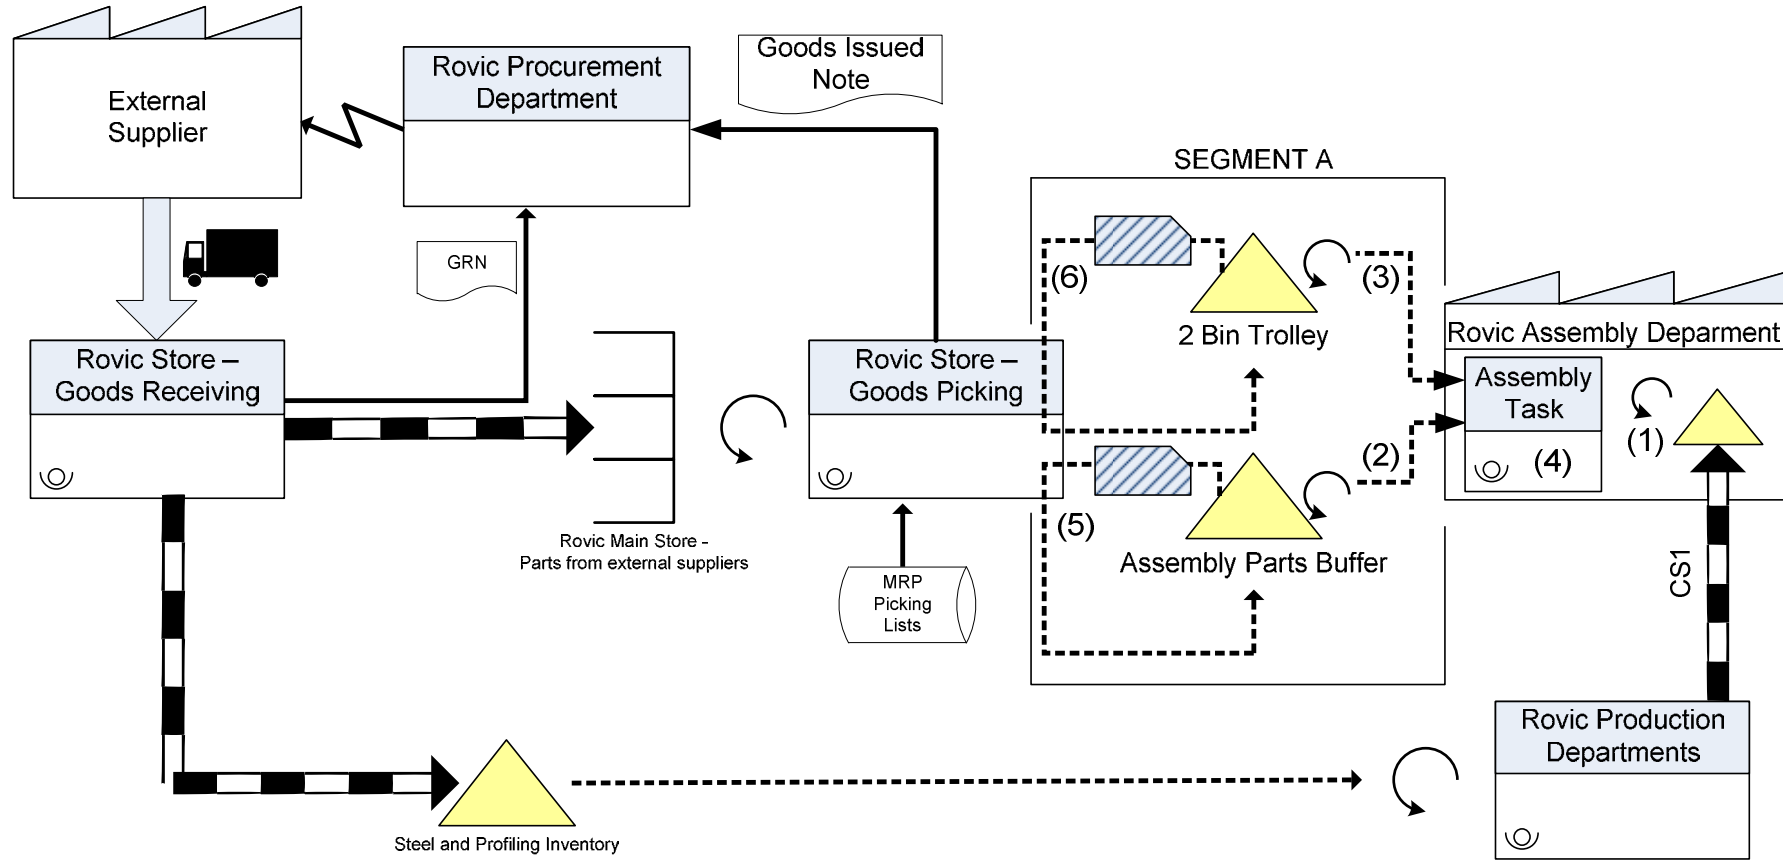 External
Supplier
Rovic Procurement
Department
Goods Issued
Note
SEGMENT A
GRN
(6)
(3)
2 Bin Trolley
Rovic Store –
Goods Receiving
Rovic Store –
Goods Picking
Rovic Assembly Deparment
Assembly
Task
(4)
(1)
(2)
(5)
Assembly Parts Buffer
Rovic Main Store -
Parts from external suppliers
MRP
Picking
Lists
CS1
Rovic Production
Departments
Steel and Profiling Inventory